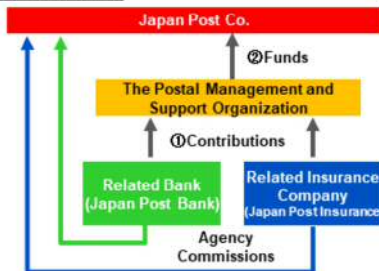 Japan Post Co.
②Funds
The Postal Management and
Support Organization
①Contributions
Related Bank
(Japan Post Bank)
Related Insurance
Company
(Japan Post Insurance)
Agency
Commissions